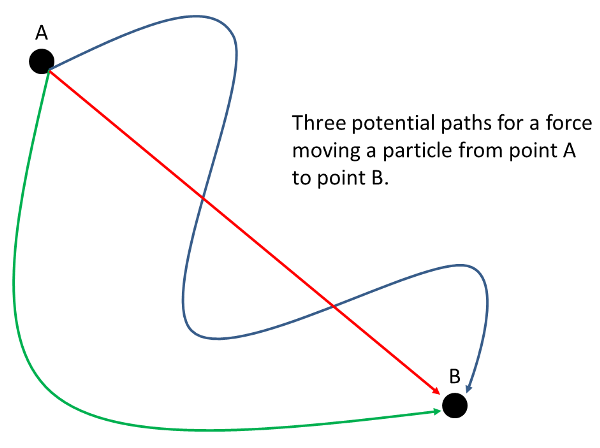 A
Three potential paths for a force
moving a particle from point A
to point B.
B